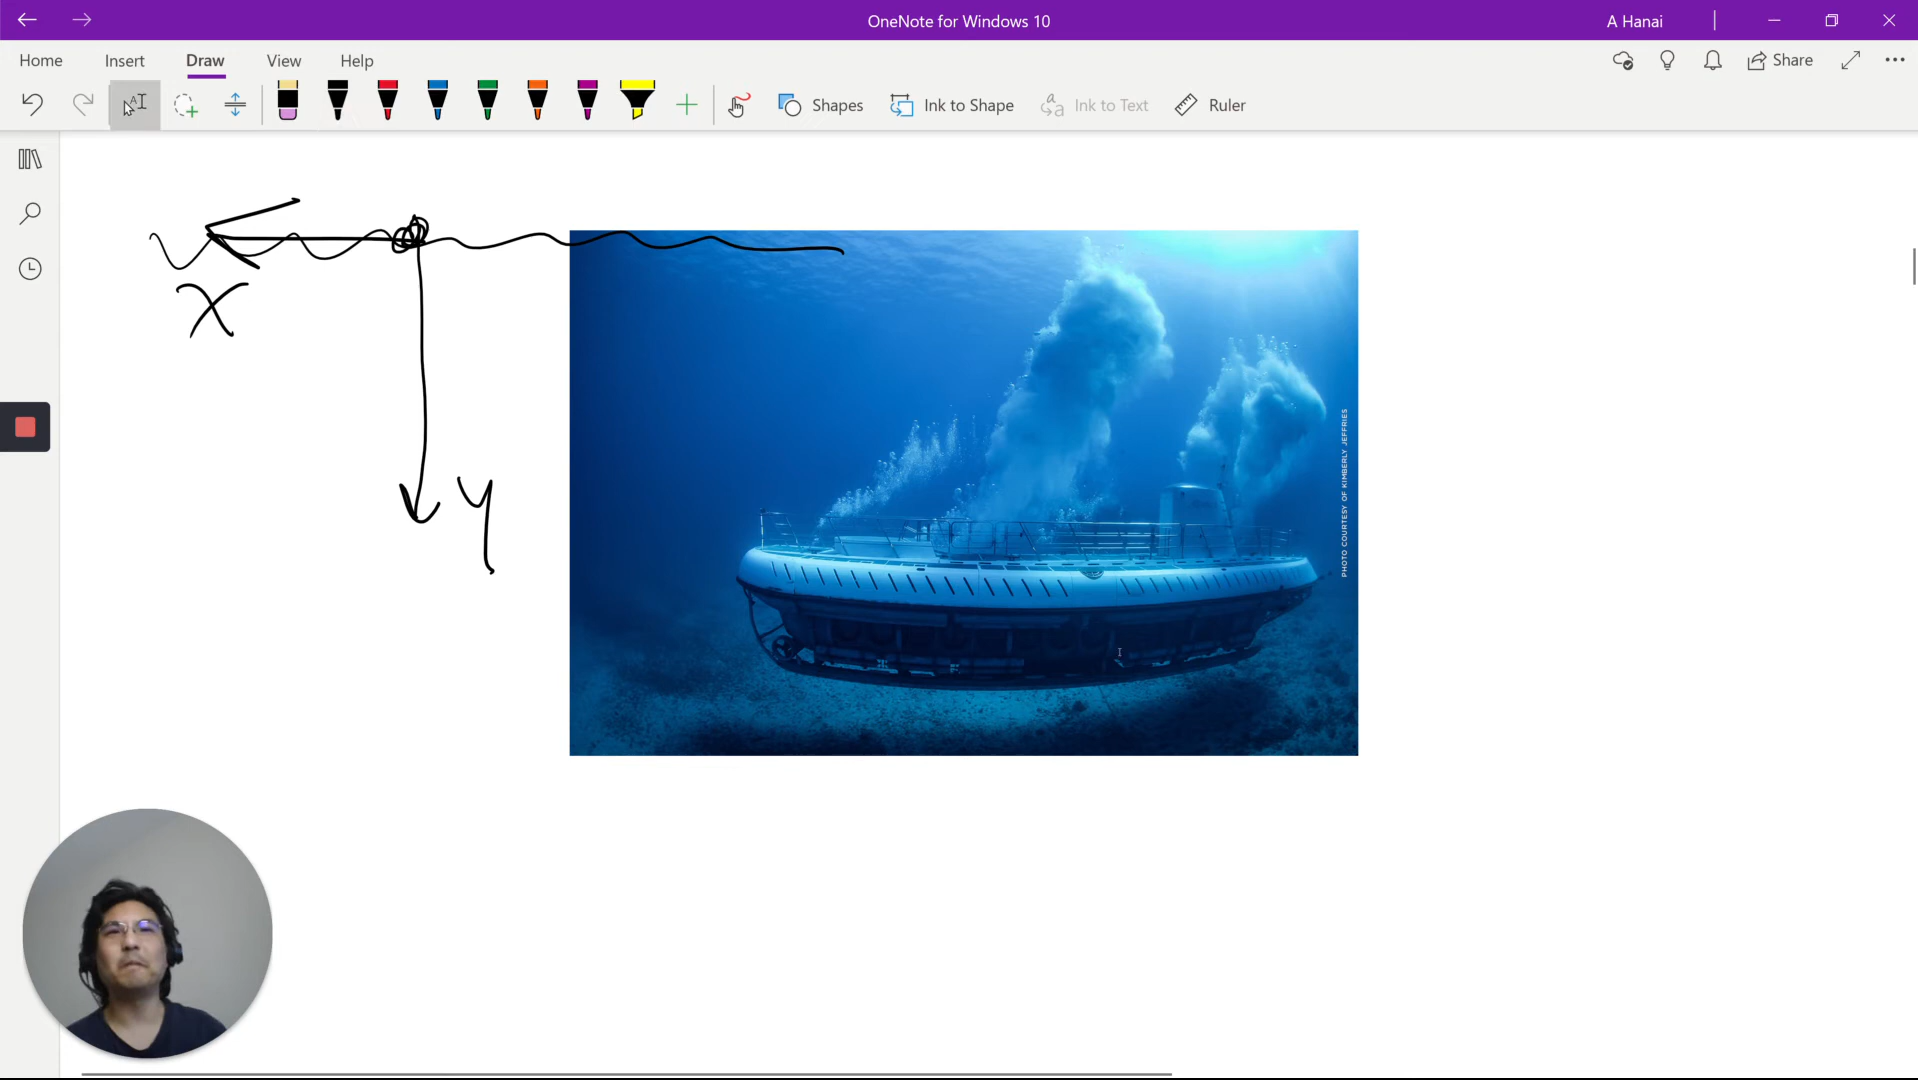 OneNote for Windows 10
A Hanai
Home Insert Draw View Help
Share
Shapes Ink to Shape Ink to Text Ruler
X
Y
PHOTO COURTESY OF KIMBERLY JEFFRIES